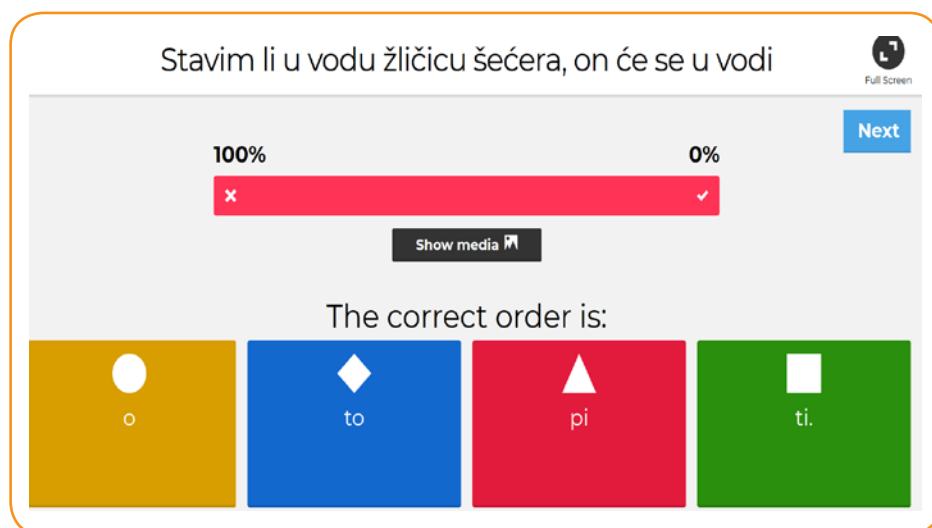 Stavim li u vodu žličicu šećera, on će se u vodi
Full Screen
Next
100% 0%
Show media
The correct order is:
o to pi ti.